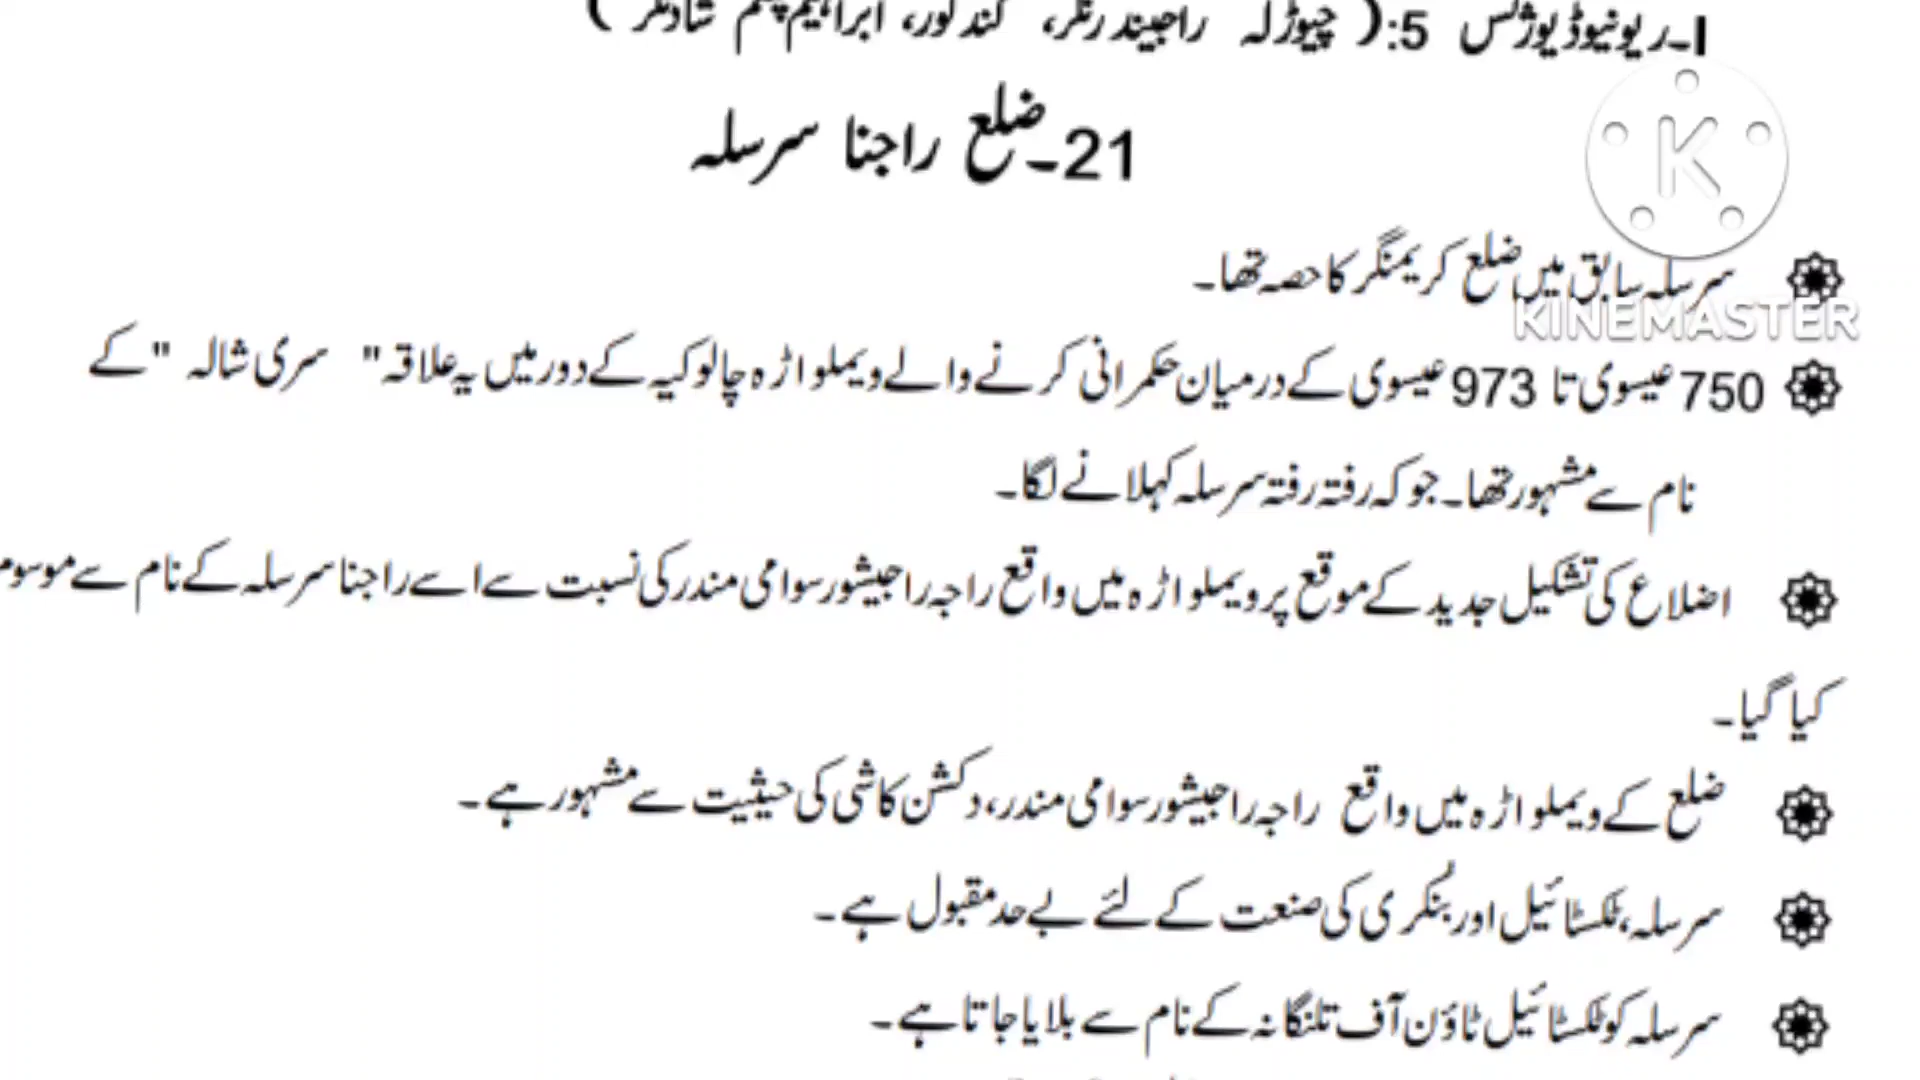 I۔ریونیوڈیوژنس 5:( چیوڑلہ راجیندرنگر، کندکور، ابراہیم پٹنم شادنگر )
21۔ضلع راجنا سرسلہ
سرسلہ سابق میں ضلع کریمنگر کا حصہ تھا۔
KINEMASTER
750 عیسوی تا 973 عیسوی کے درمیان حکمرانی کرنے والے ویملواڑہ چالوکیہ کے دور میں یہ علاقہ " سری شالہ " کے
نام سے مشہور تھا۔ جو کہ رفتہ رفتہ سرسلہ کہلانے لگا۔
اضلاع کی تشکیل جدید کے موقع پر ویملواڑہ میں واقع راجہ راجیشور سوامی مندر کی نسبت سے اسے راجنا سرسلہ کے نام سے موسوم
کیا گیا۔
ضلع کے ویملواڑہ میں واقع راجہ راجیشور سوامی مندر، دکشن کاشی کی حیثیت سے مشہور ہے۔
سرسلہ، ٹکسٹائیل اور بُنکری کی صنعت کے لئے بے حد مقبول ہے۔
سرسلہ کو ٹکسٹائیل ٹاؤن آف تلنگانہ کے نام سے بلایا جاتا ہے۔